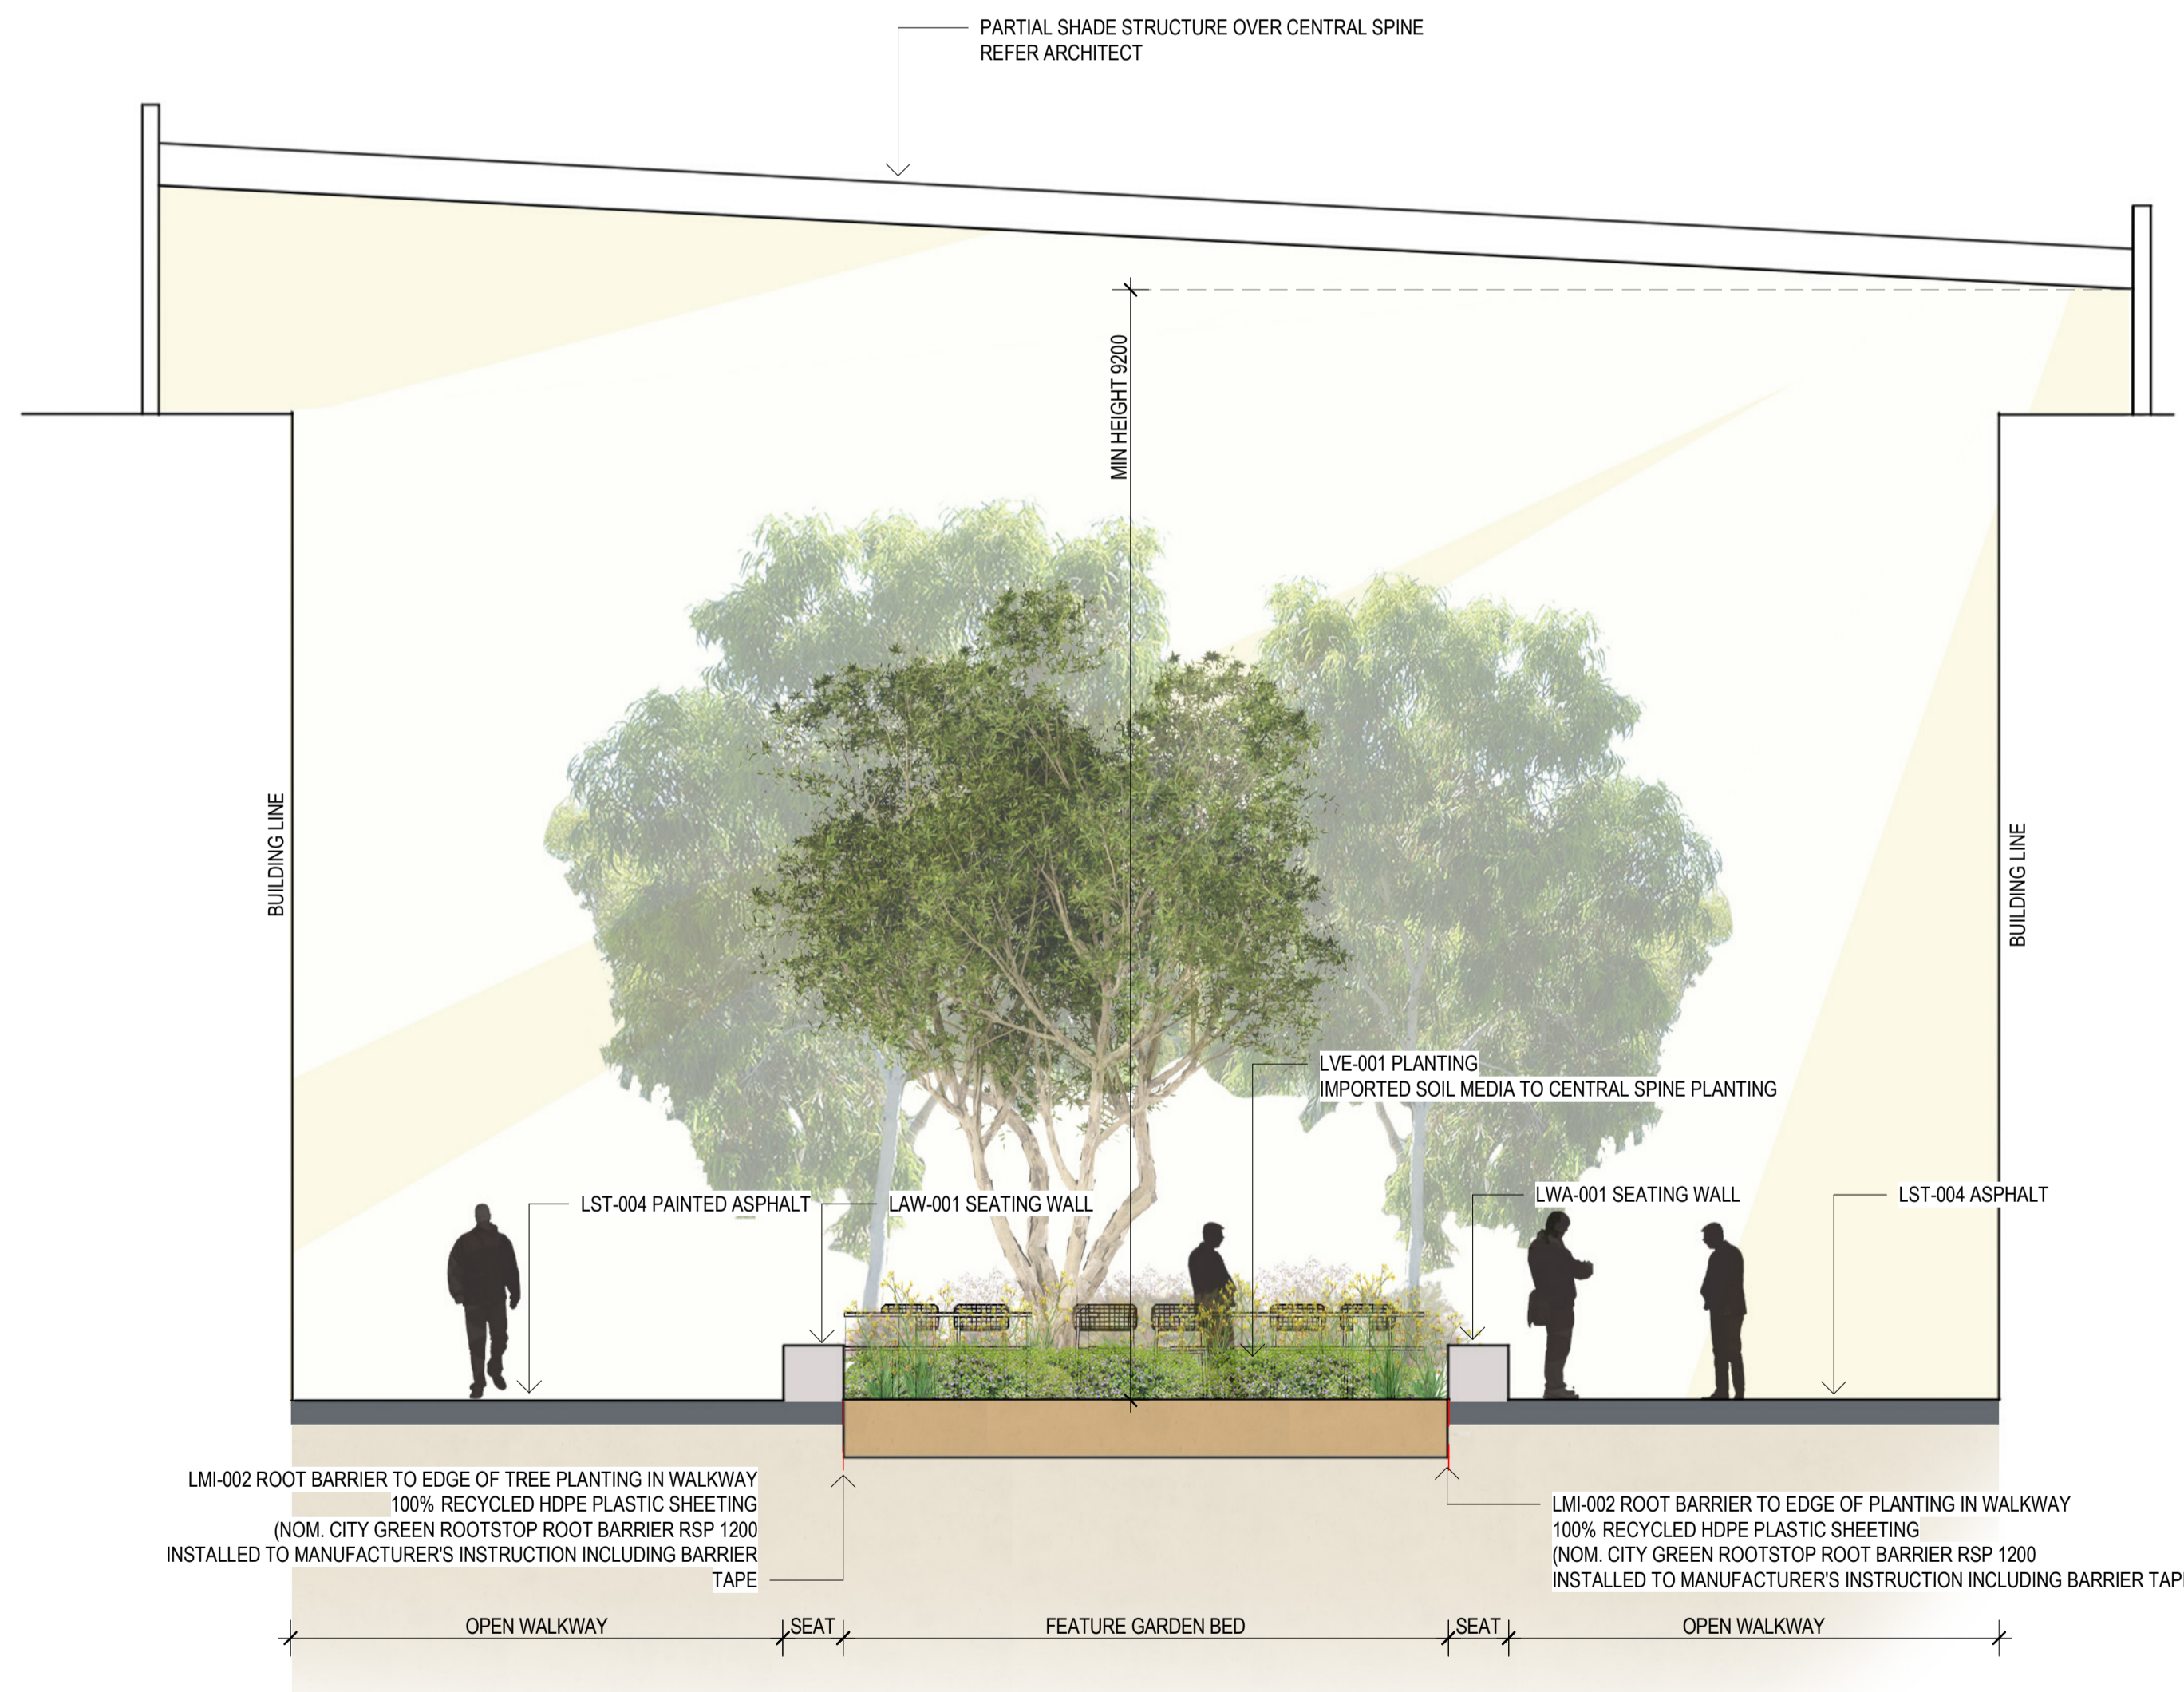 PARTIAL SHADE STRUCTURE OVER CENTRAL SPINE
REFER ARCHITECT
MIN HEIGHT 9200
BUILDING LINE
BUILDING LINE
LVE-001 PLANTING
IMPORTED SOIL MEDIA TO CENTRAL SPINE PLANTING
LST-004 PAINTED ASPHALT
LAW-001 SEATING WALL
LWA-001 SEATING WALL
LST-004 ASPHALT
LMI-002 ROOT BARRIER TO EDGE OF TREE PLANTING IN WALKWAY
100% RECYCLED HDPE PLASTIC SHEETING
(NOM. CITY GREEN ROOTSTOP ROOT BARRIER RSP 1200
INSTALLED TO MANUFACTURER'S INSTRUCTION INCLUDING BARRIER
TAPE
LMI-002 ROOT BARRIER TO EDGE OF PLANTING IN WALKWAY
100% RECYCLED HDPE PLASTIC SHEETING
(NOM. CITY GREEN ROOTSTOP ROOT BARRIER RSP 1200
INSTALLED TO MANUFACTURER'S INSTRUCTION INCLUDING BARRIER TAP
OPEN WALKWAY
SEAT
FEATURE GARDEN BED
SEAT
OPEN WALKWAY